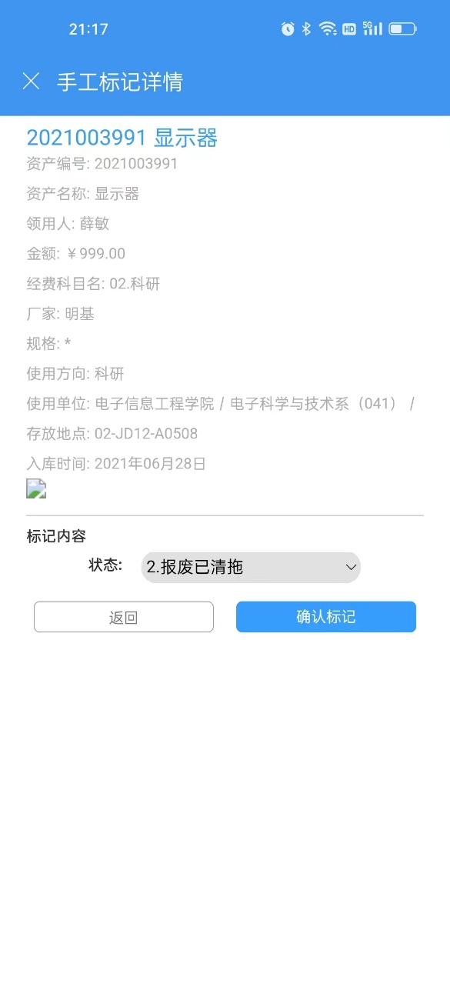 21:17
HD 5G
手工标记详情
2021003991 显示器
资产编号: 2021003991
资产名称: 显示器
领用人: 薛敏
金额: ￥999.00
经费科目名: 02.科研
厂家: 明基
规格: *
使用方向: 科研
使用单位: 电子信息工程学院 / 电子科学与技术系（041） /
存放地点: 02-JD12-A0508
入库时间: 2021年06月28日
标记内容
状态: 2.报废已清拖
返回 确认标记